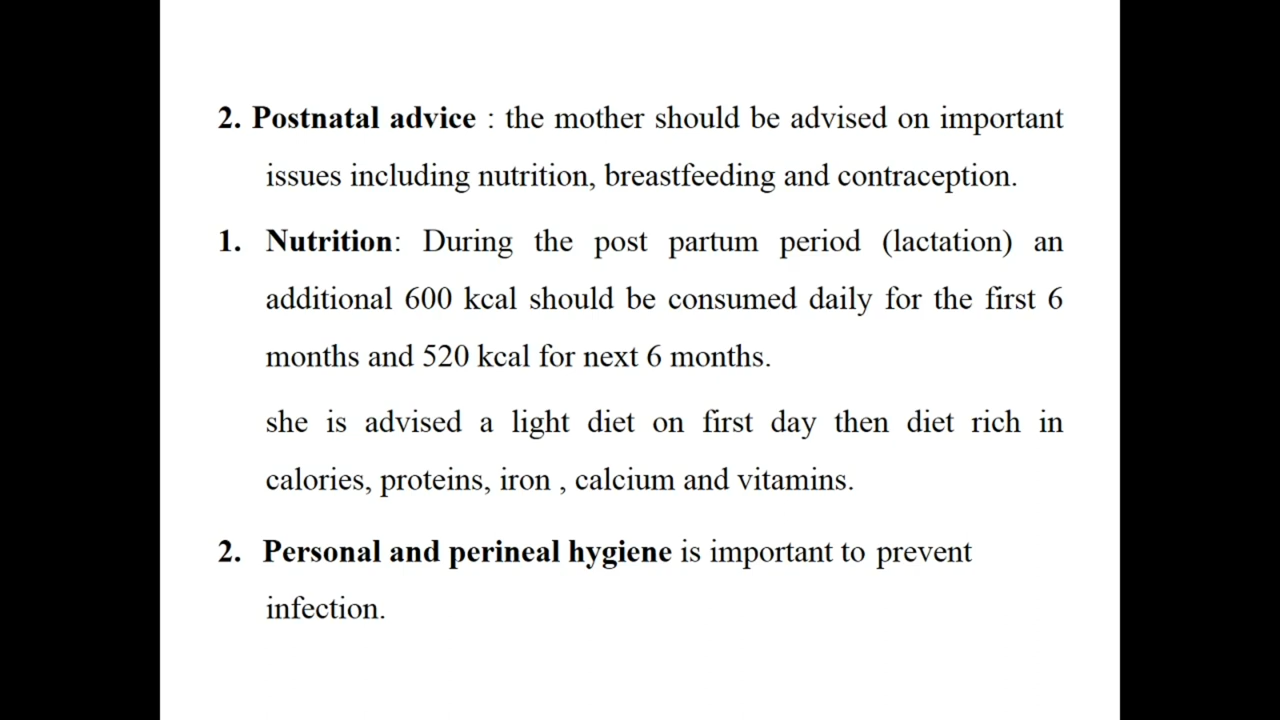 2. Postnatal advice : the mother should be advised on important
issues including nutrition, breastfeeding and contraception.
1. Nutrition: During the post partum period (lactation) an
additional 600 kcal should be consumed daily for the first 6
months and 520 kcal for next 6 months.
she is advised a light diet on first day then diet rich in
calories, proteins, iron , calcium and vitamins.
2. Personal and perineal hygiene is important to prevent
infection.